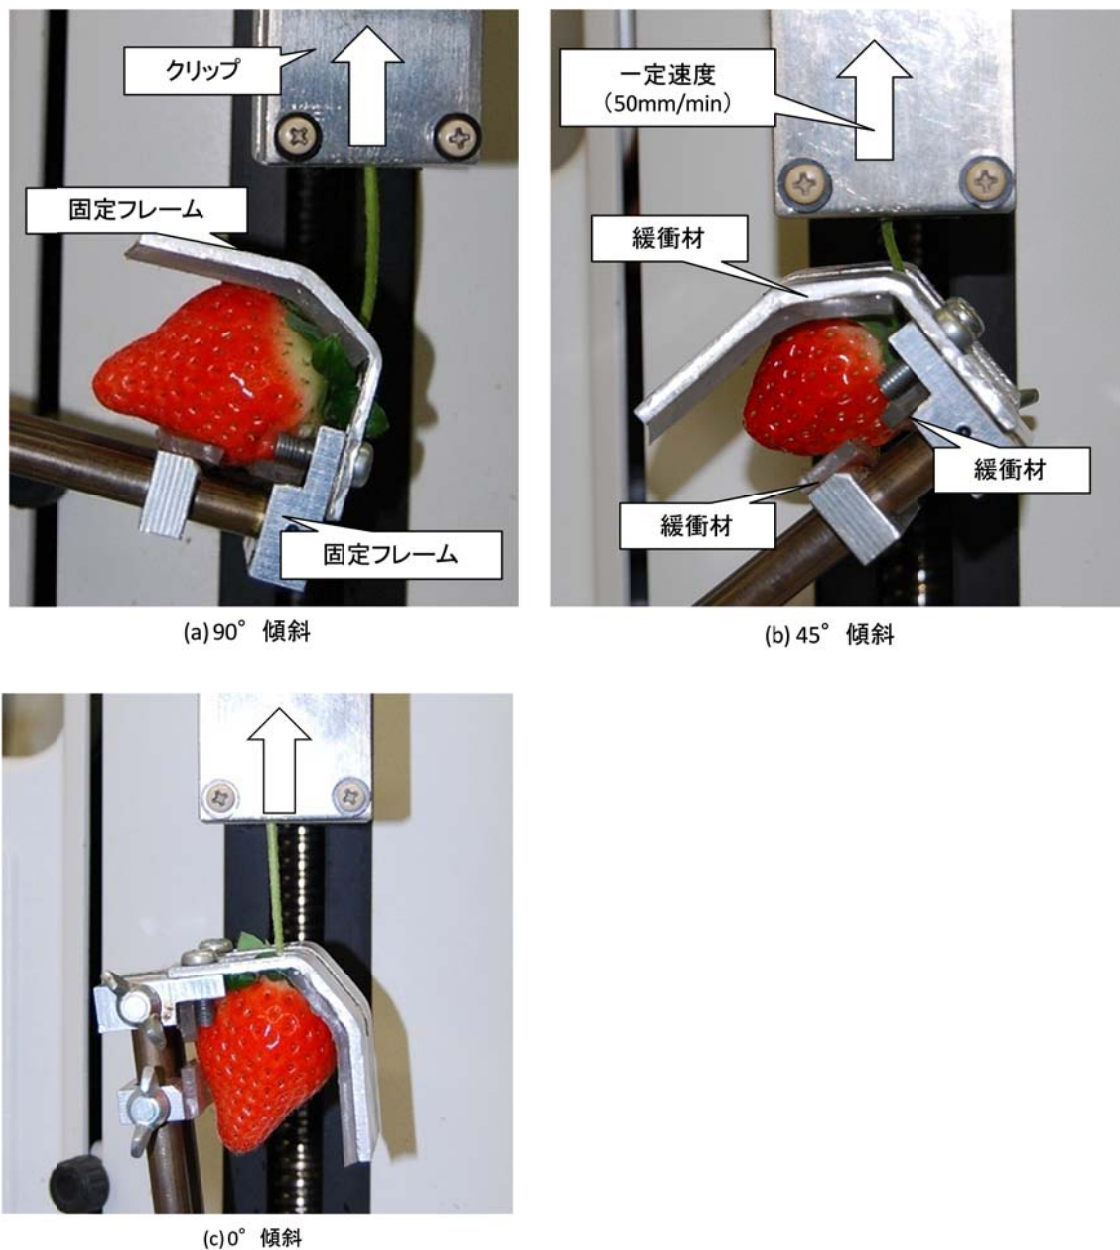 クリップ
固定フレーム
固定フレーム
(a) 90° 傾斜
一定速度
（50mm/min）
緩衝材
緩衝材
緩衝材
(b) 45° 傾斜
(c) 0° 傾斜